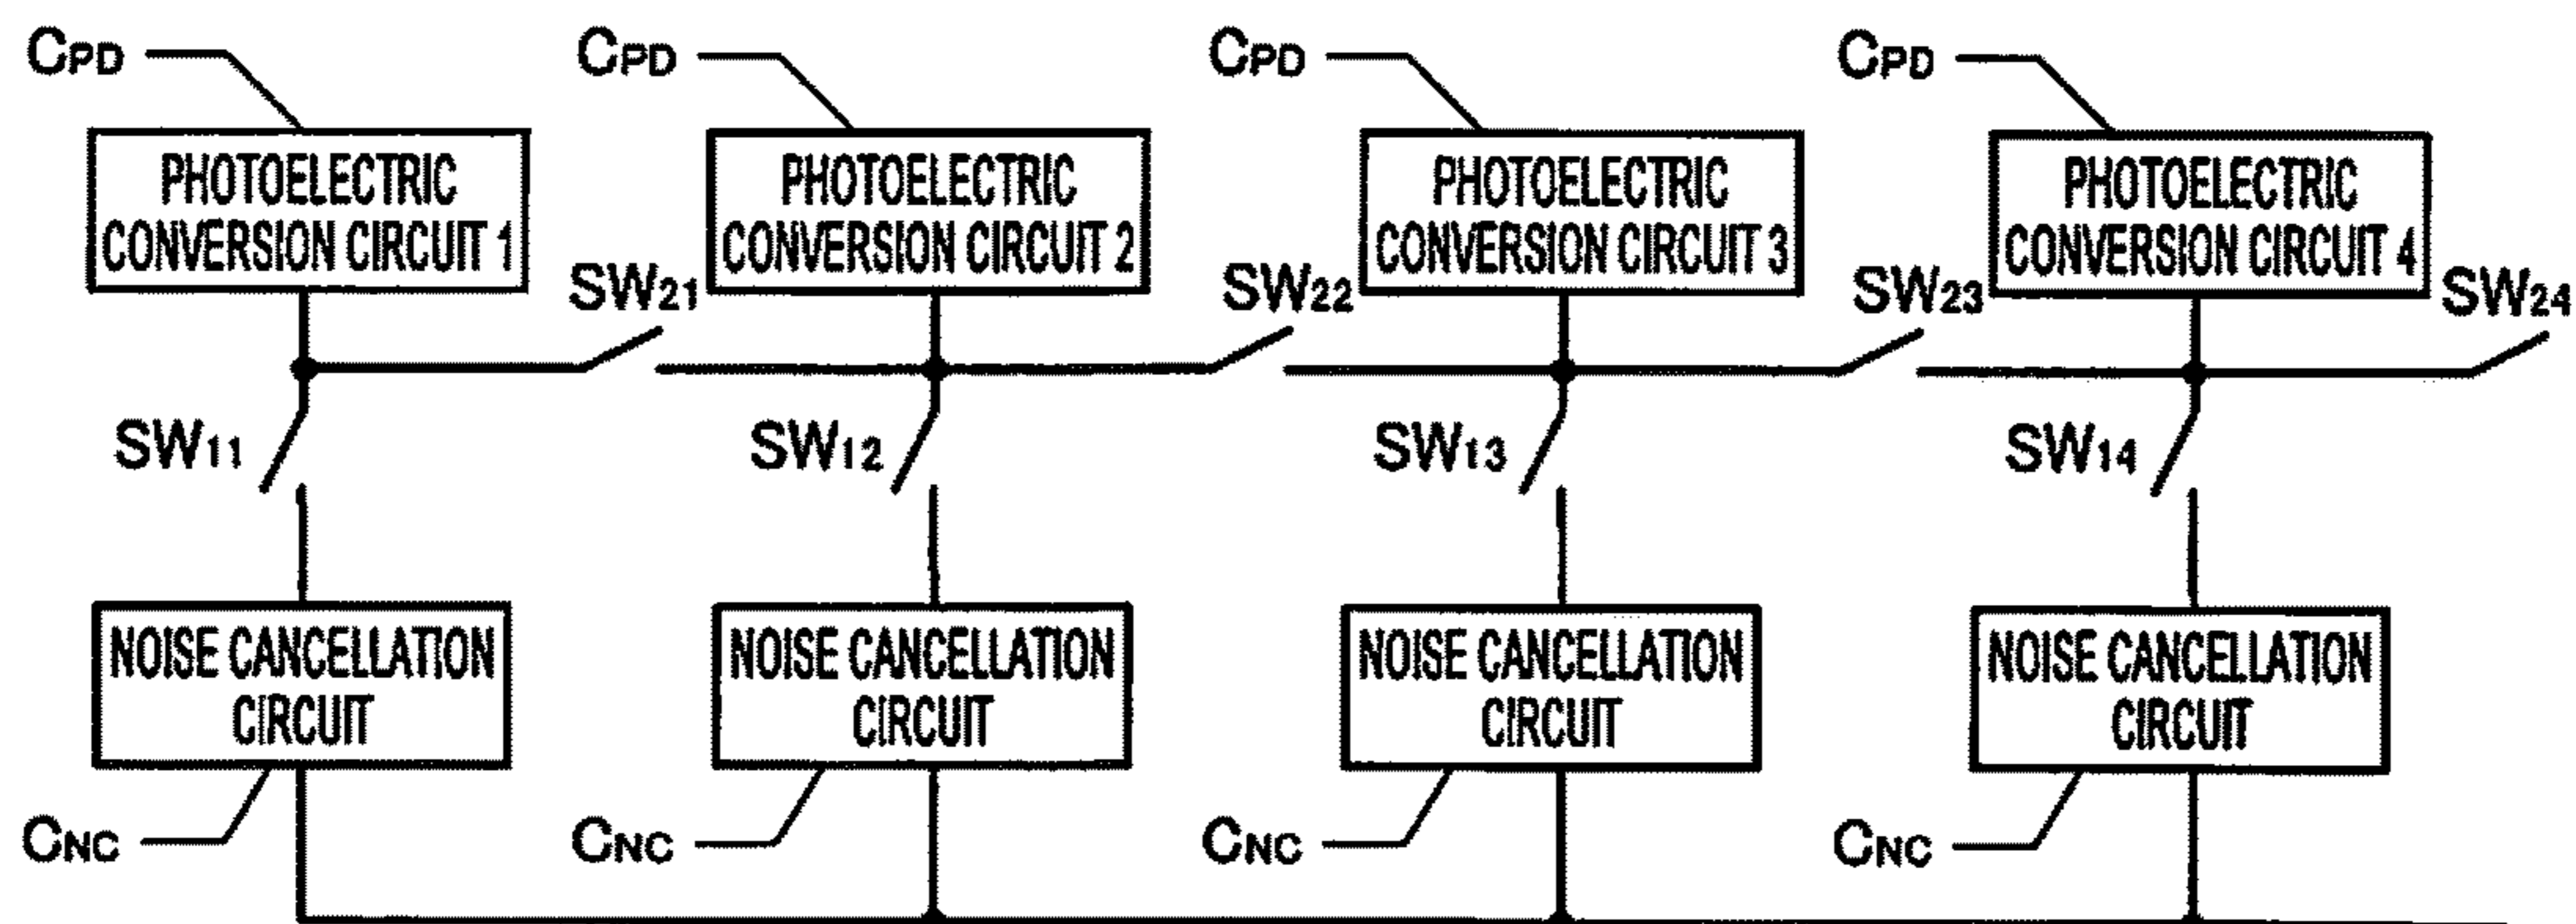 CPD CPD CPD CPD
PHOTOELECTRIC
CONVERSION CIRCUIT 1
PHOTOELECTRIC
CONVERSION CIRCUIT 2
PHOTOELECTRIC
CONVERSION CIRCUIT 3
PHOTOELECTRIC
CONVERSION CIRCUIT 4
SW21 SW22 SW23 SW24
SW11 SW12 SW13 SW14
NOISE CANCELLATION
CIRCUIT
NOISE CANCELLATION
CIRCUIT
NOISE CANCELLATION
CIRCUIT
NOISE CANCELLATION
CIRCUIT
CNC CNC CNC CNC